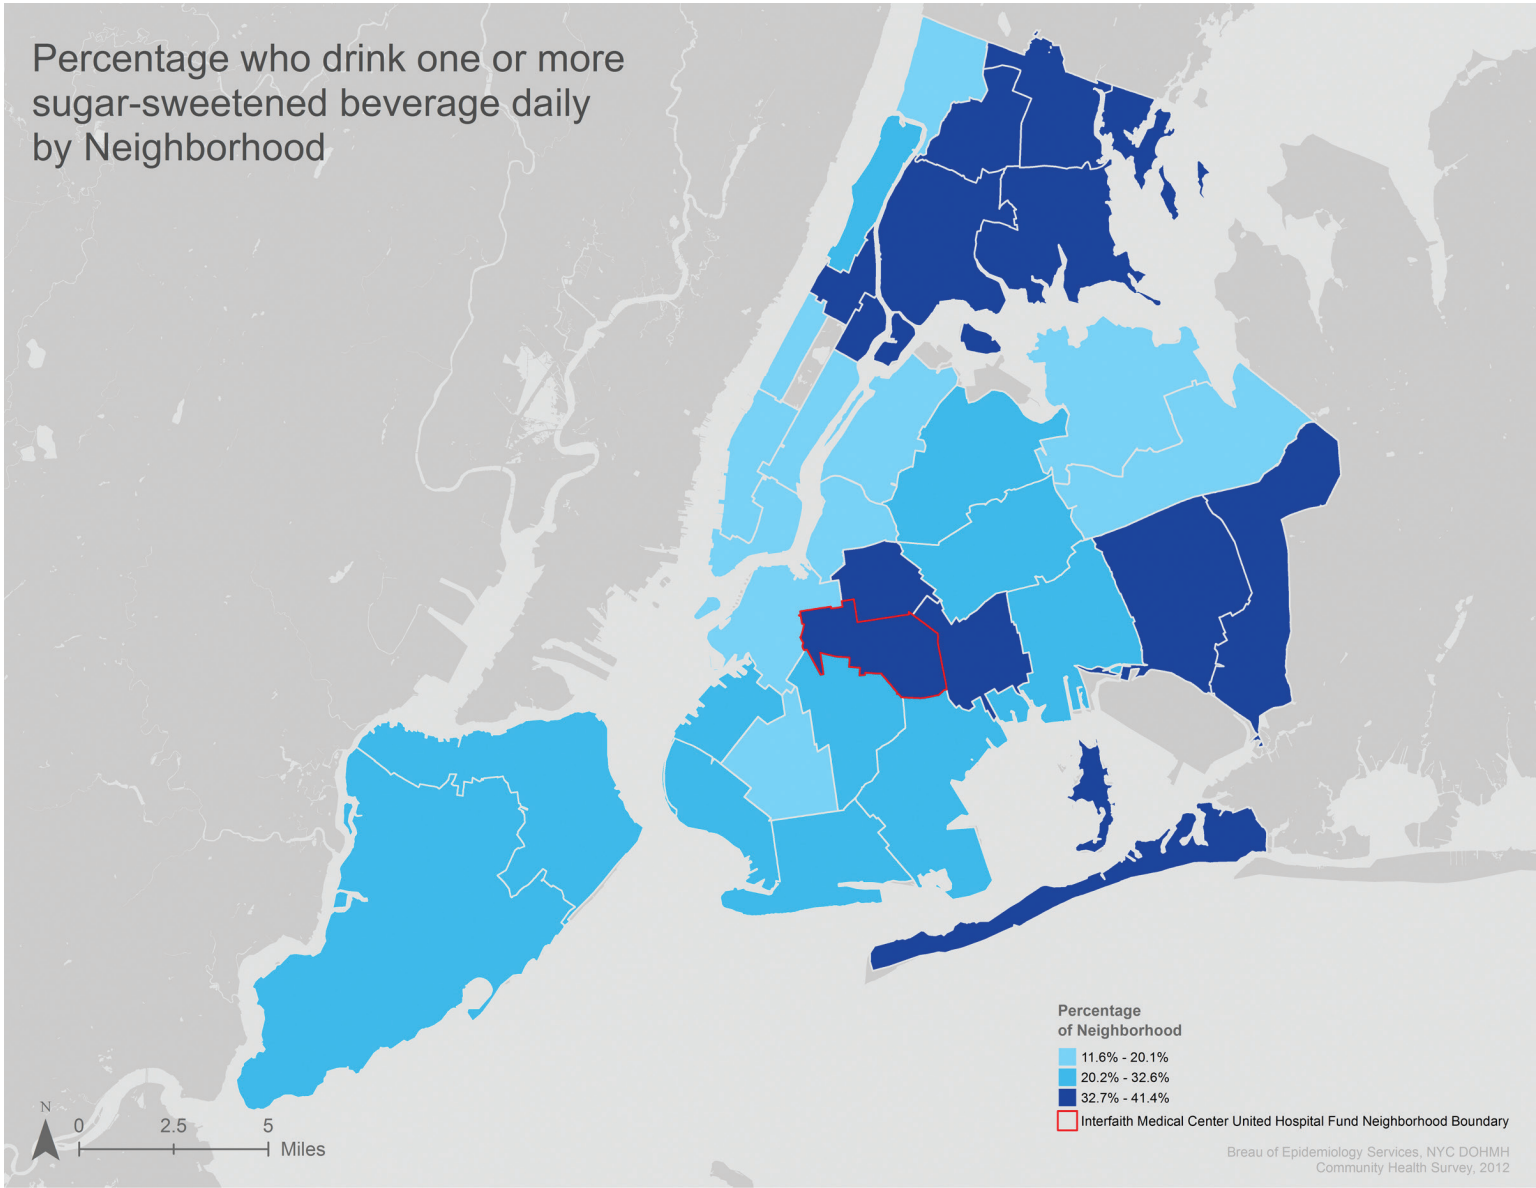 Percentage who drink one or more
sugar-sweetened beverage daily
by Neighborhood
Percentage
of Neighborhood
11.6% - 20.1%
20.2% - 32.6%
32.7% - 41.4%
Interfaith Medical Center United Hospital Fund Neighborhood Boundary
N
0 2.5 5
Miles
Breau of Epidemiology Services, NYC DOHMH
Community Health Survey, 2012